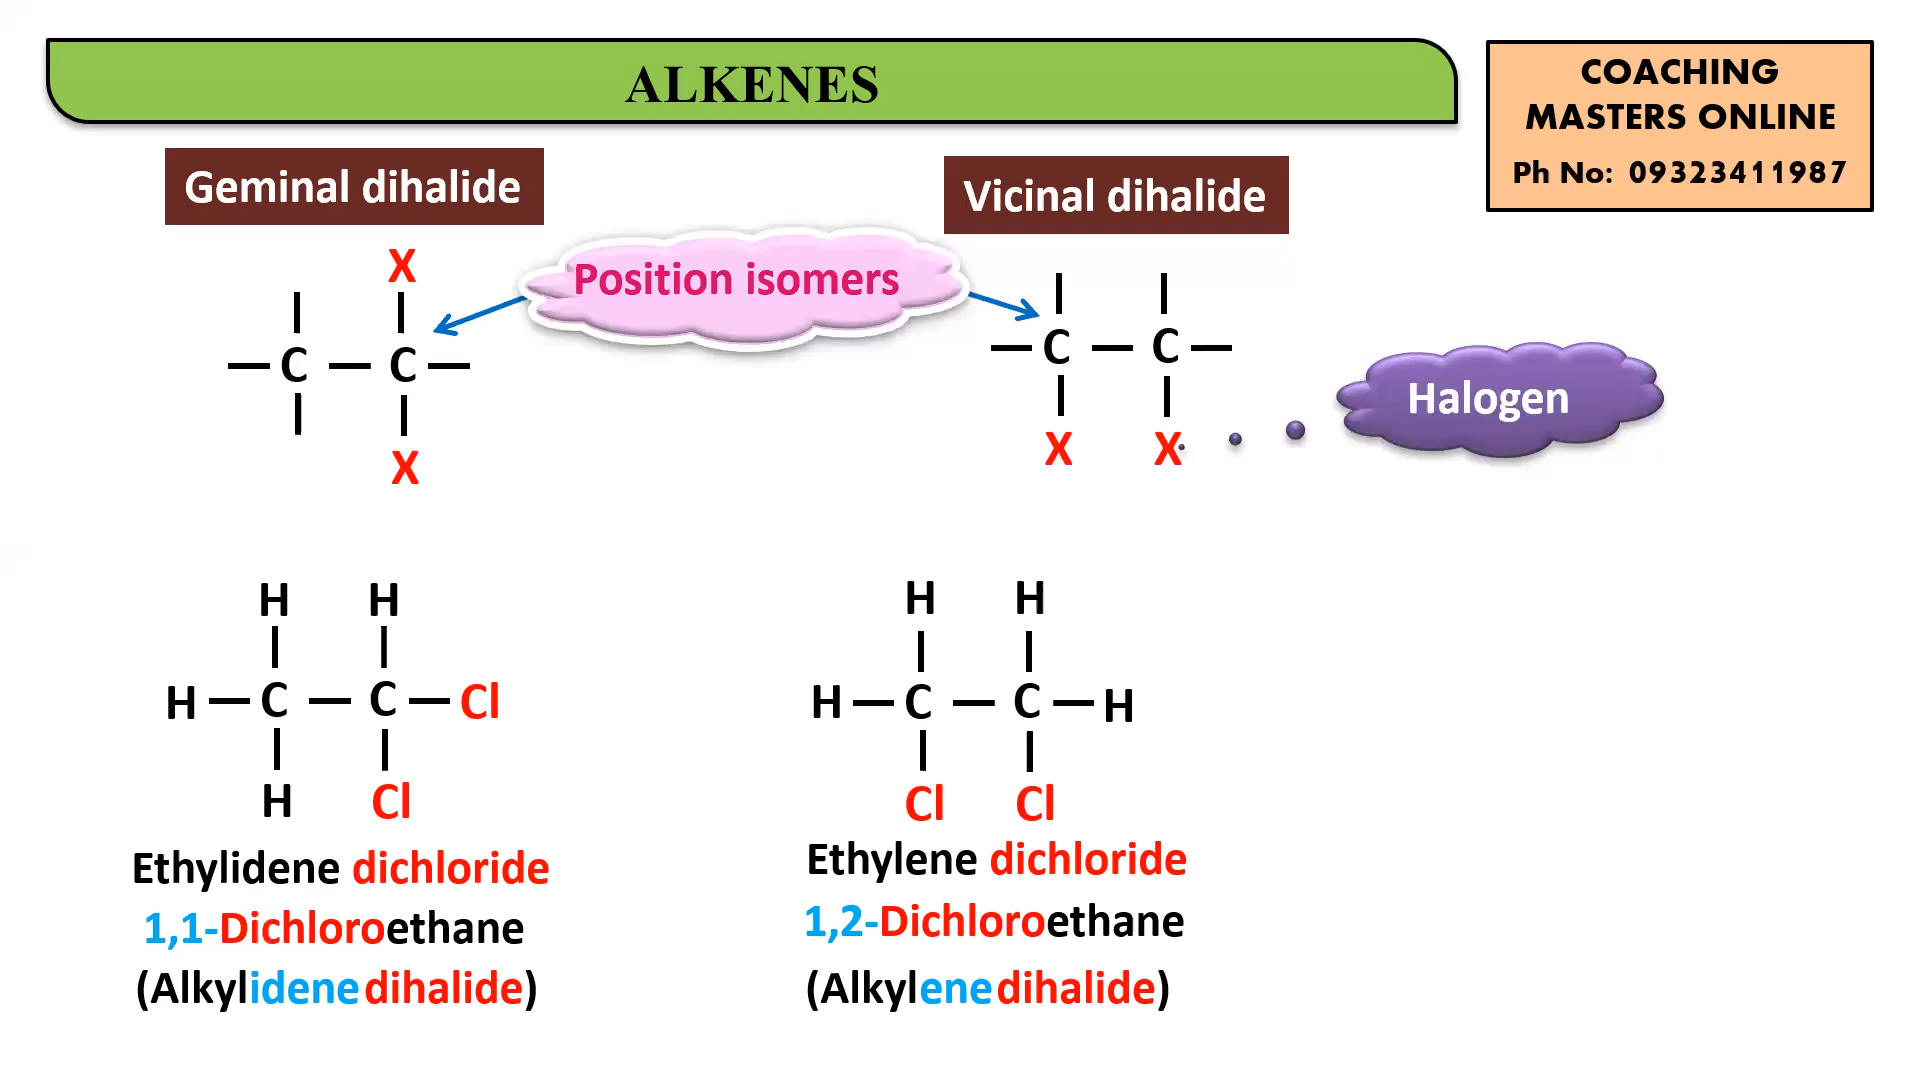 ALKENES
COACHING
MASTERS ONLINE
Ph No: 09323411987
Geminal dihalide
Vicinal dihalide
Position isomers
X
C C
X
C C
X X
Halogen
H H
H C C Cl
H Cl
Ethylidene dichloride
1,1-Dichloroethane
(Alkylidene dihalide)
H H
H C C H
Cl Cl
Ethylene dichloride
1,2-Dichloroethane
(Alkylene dihalide)